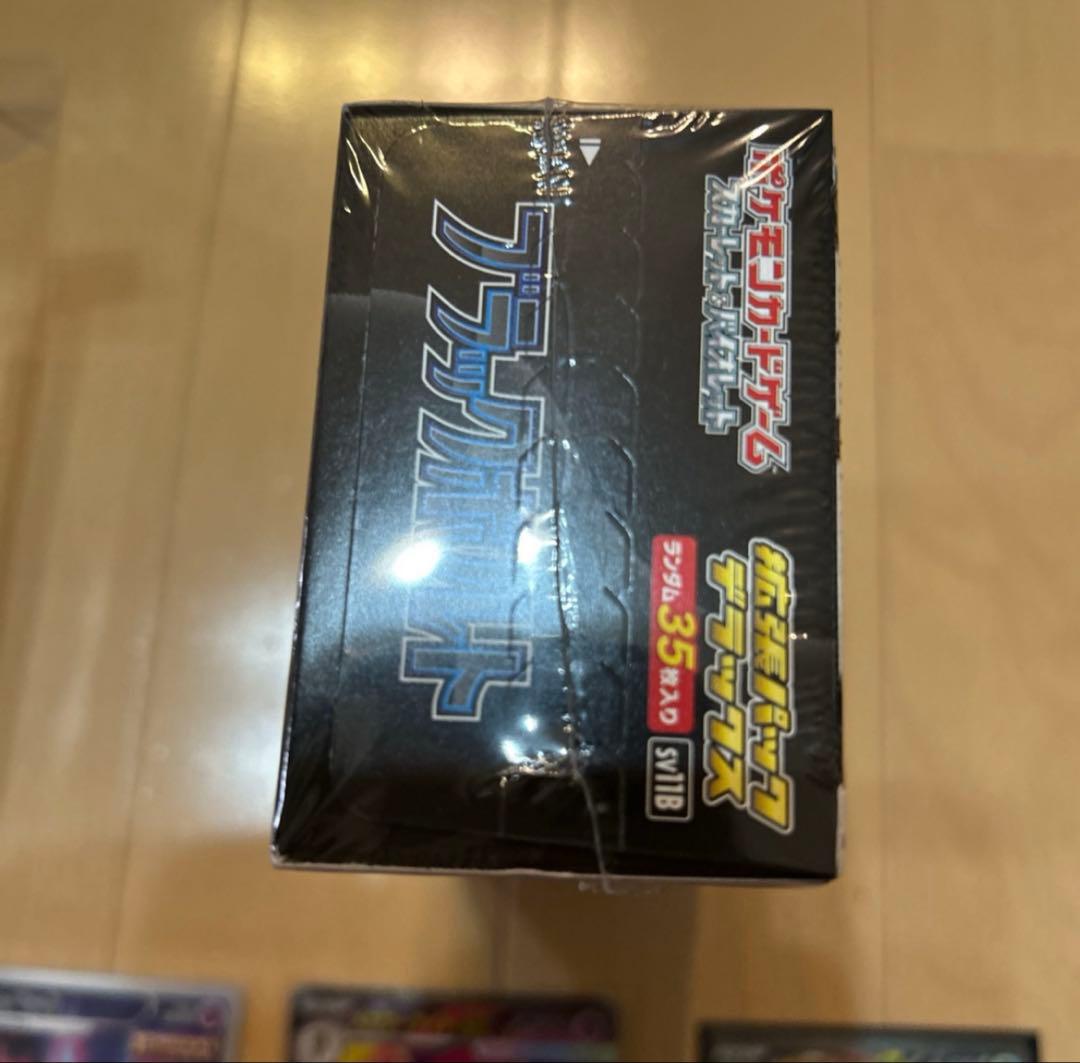 ポケモンカードゲーム
スカーレット&バイオレット
拡張パック
デラックス
ランダム35枚入り
sv11B
ブラックボルト